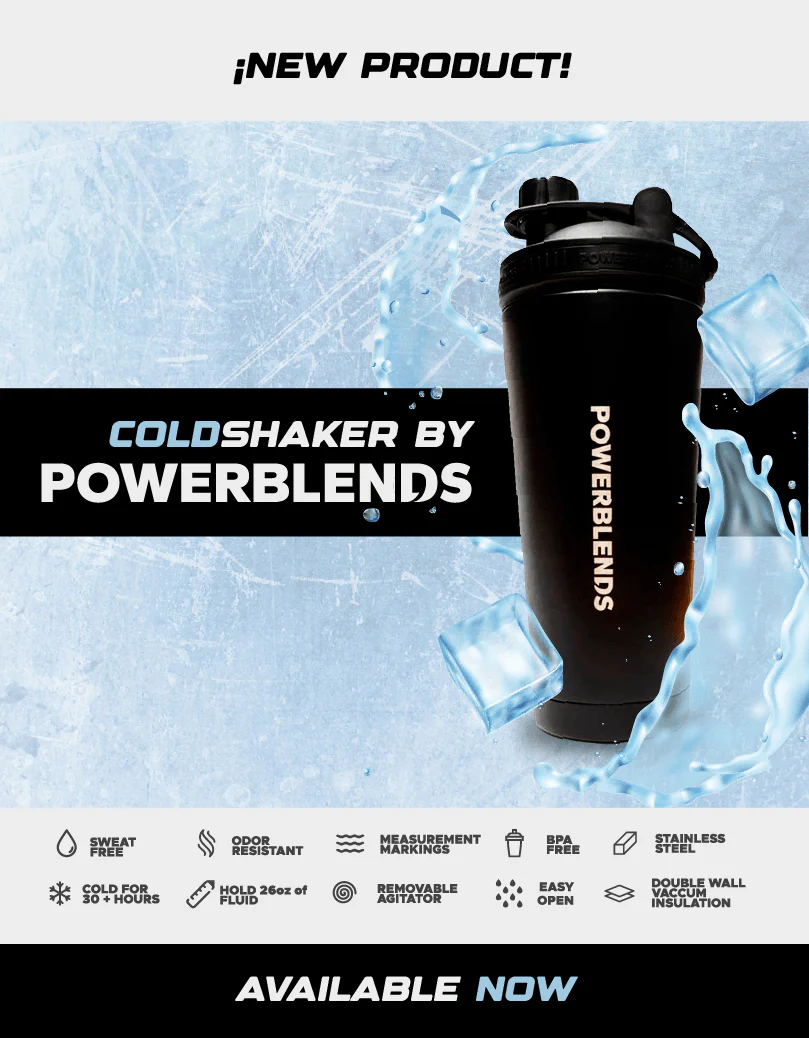 ¡NEW PRODUCT!
COLDSHAKER BY
POWERBLENDS
POWERBLENDS
SWEAT
FREE
ODOR
RESISTANT
MEASUREMENT
MARKINGS
BPA
FREE
STAINLESS
STEEL
COLD FOR
30 + HOURS
HOLD 26oz of
FLUID
REMOVABLE
AGITATOR
EASY
OPEN
DOUBLE WALL
VACCUM
INSULATION
AVAILABLE NOW